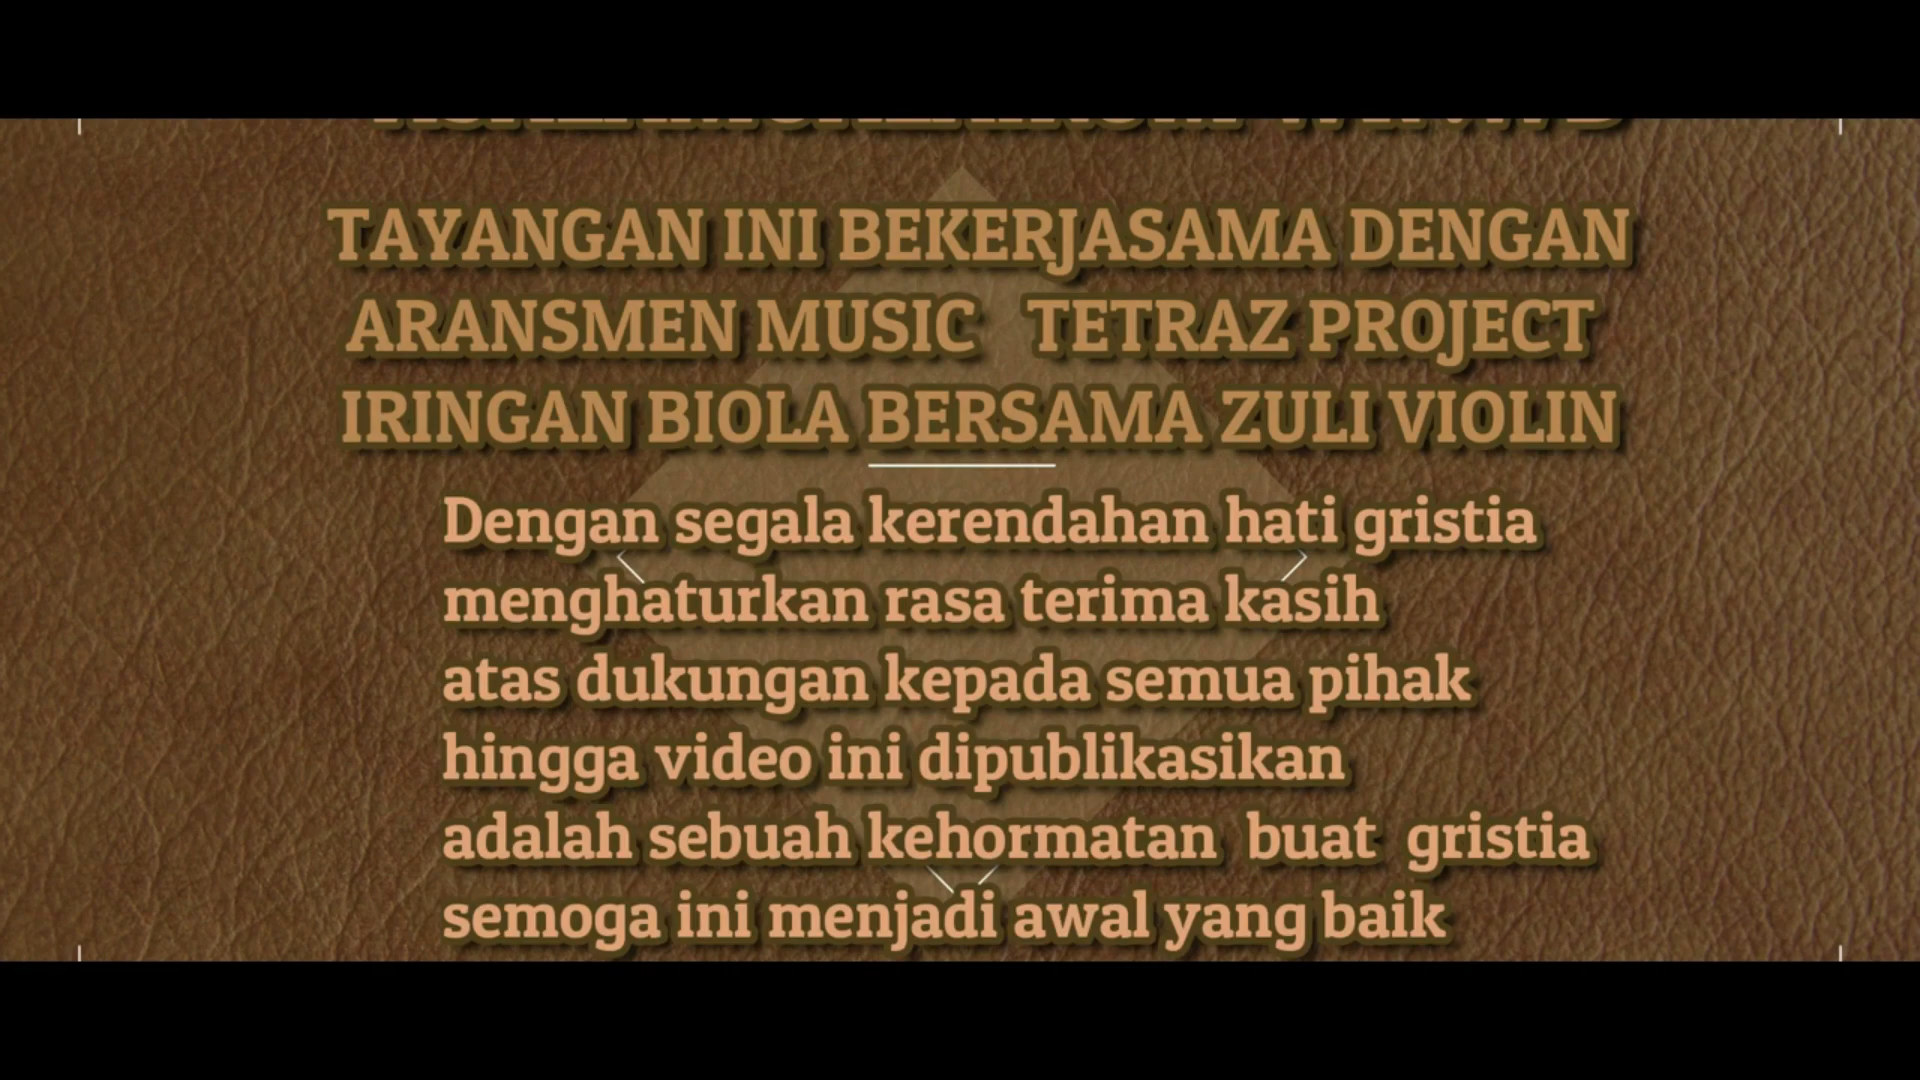 TAYANGAN INI BEKERJASAMA DENGAN
ARANSMEN MUSIC TETRAZ PROJECT
IRINGAN BIOLA BERSAMA ZULI VIOLIN
Dengan segala kerendahan hati gristia
menghaturkan rasa terima kasih
atas dukungan kepada semua pihak
hingga video ini dipublikasikan
adalah sebuah kehormatan buat gristia
semoga ini menjadi awal yang baik